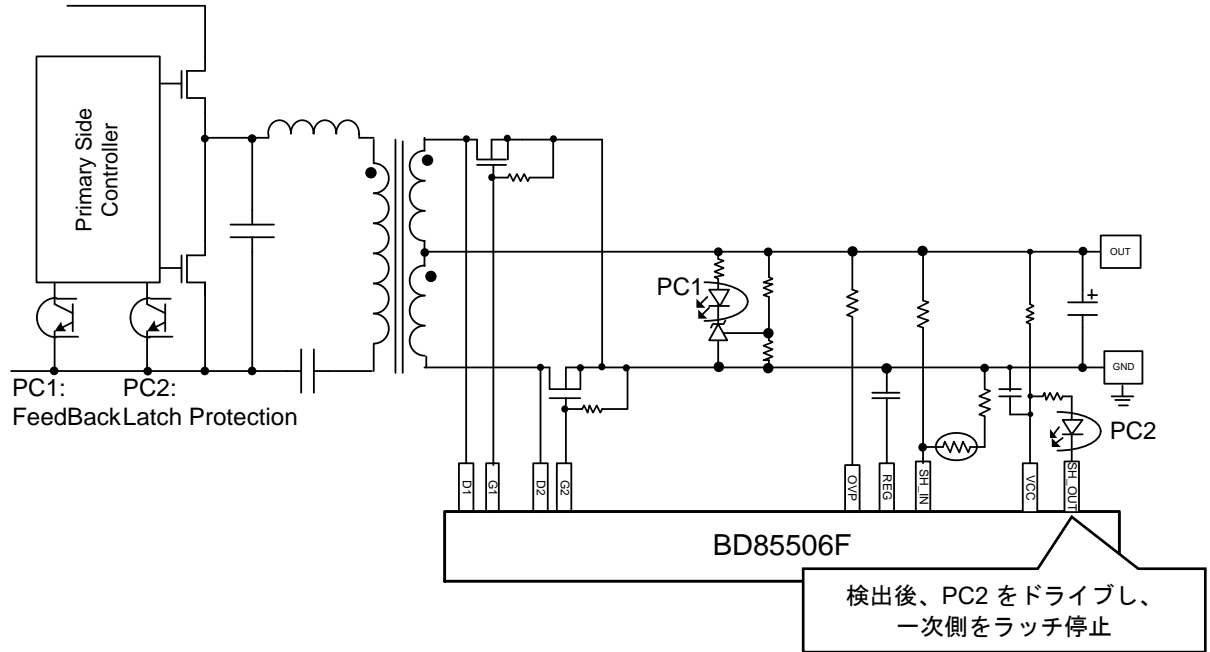 Primary Side
Controller
PC1:
FeedBack
PC2:
Latch Protection
PC1
OUT
GND
PC2
D1
G1
D2
G2
OVP
REG
SH_IN
VCC
SH_OUT
BD85506F
検出後、PC2 をドライブし、
一次側をラッチ停止